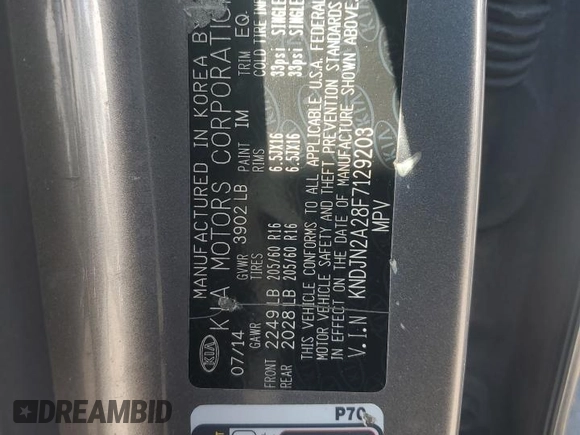 MANUFACTURED IN KOREA BY
KIA MOTORS CORPORATION
07/14 GVWR 3902 LB PAINT IM TRIM EQ
GAWR TIRES RIMS COLD TIRE
FRONT 2249 LB 205/60 R16 6.5JX16 33psi SINGLE
REAR 2028 LB 205/60 R16 6.5JX16 33psi SINGLE
THIS VEHICLE CONFORMS TO ALL APPLICABLE U.S.A. FEDERAL
MOTOR VEHICLE SAFETY AND THEFT PREVENTION STANDARDS
IN EFFECT ON THE DATE OF MANUFACTURE SHOWN ABOVE.
V.I.N KNDJN2A28F7129203
MPV
KIA
P7C
DREAMBID